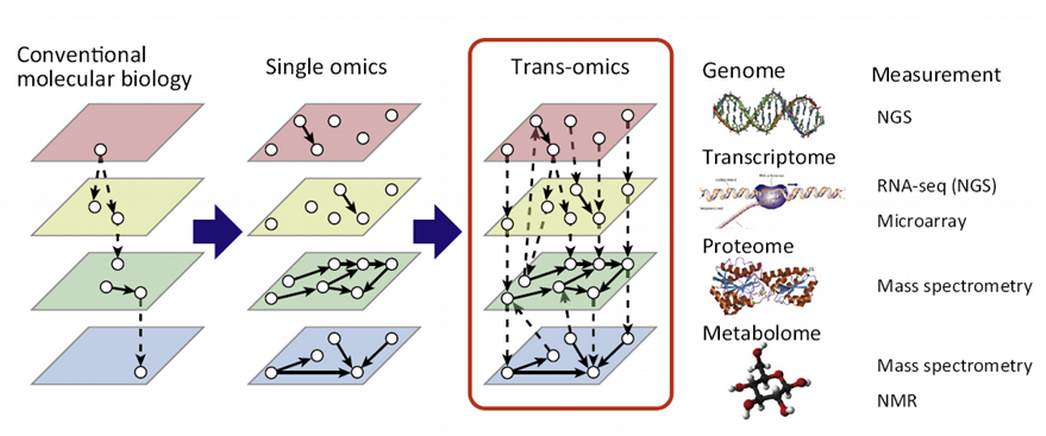 Conventional
molecular biology
Single omics
Trans-omics
Genome
Measurement
NGS
Transcriptome
RNA-seq (NGS)
Microarray
Proteome
Mass spectrometry
Metabolome
Mass spectrometry
NMR